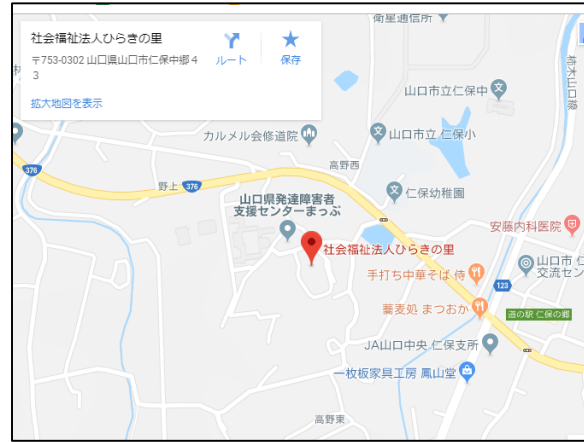 社会福祉法人ひらきの里
〒753-0302 山口県山口市仁保中郷4
3
ルート
保存
拡大地図を表示
衛星通信所
山口市立仁保中
カルメル会修道院
山口市立 仁保小
高野西
376
野上
376
仁保幼稚園
山口県発達障害者
支援センターまっぷ
安藤内科医院
社会福祉法人ひらきの里
山口市 仁
交流セン
手打ち中華そば 侍
123
蕎麦処 まつおか
道の駅 仁保の郷
JA山口中央 仁保支所
一枚板家具工房 鳳山堂
高野東